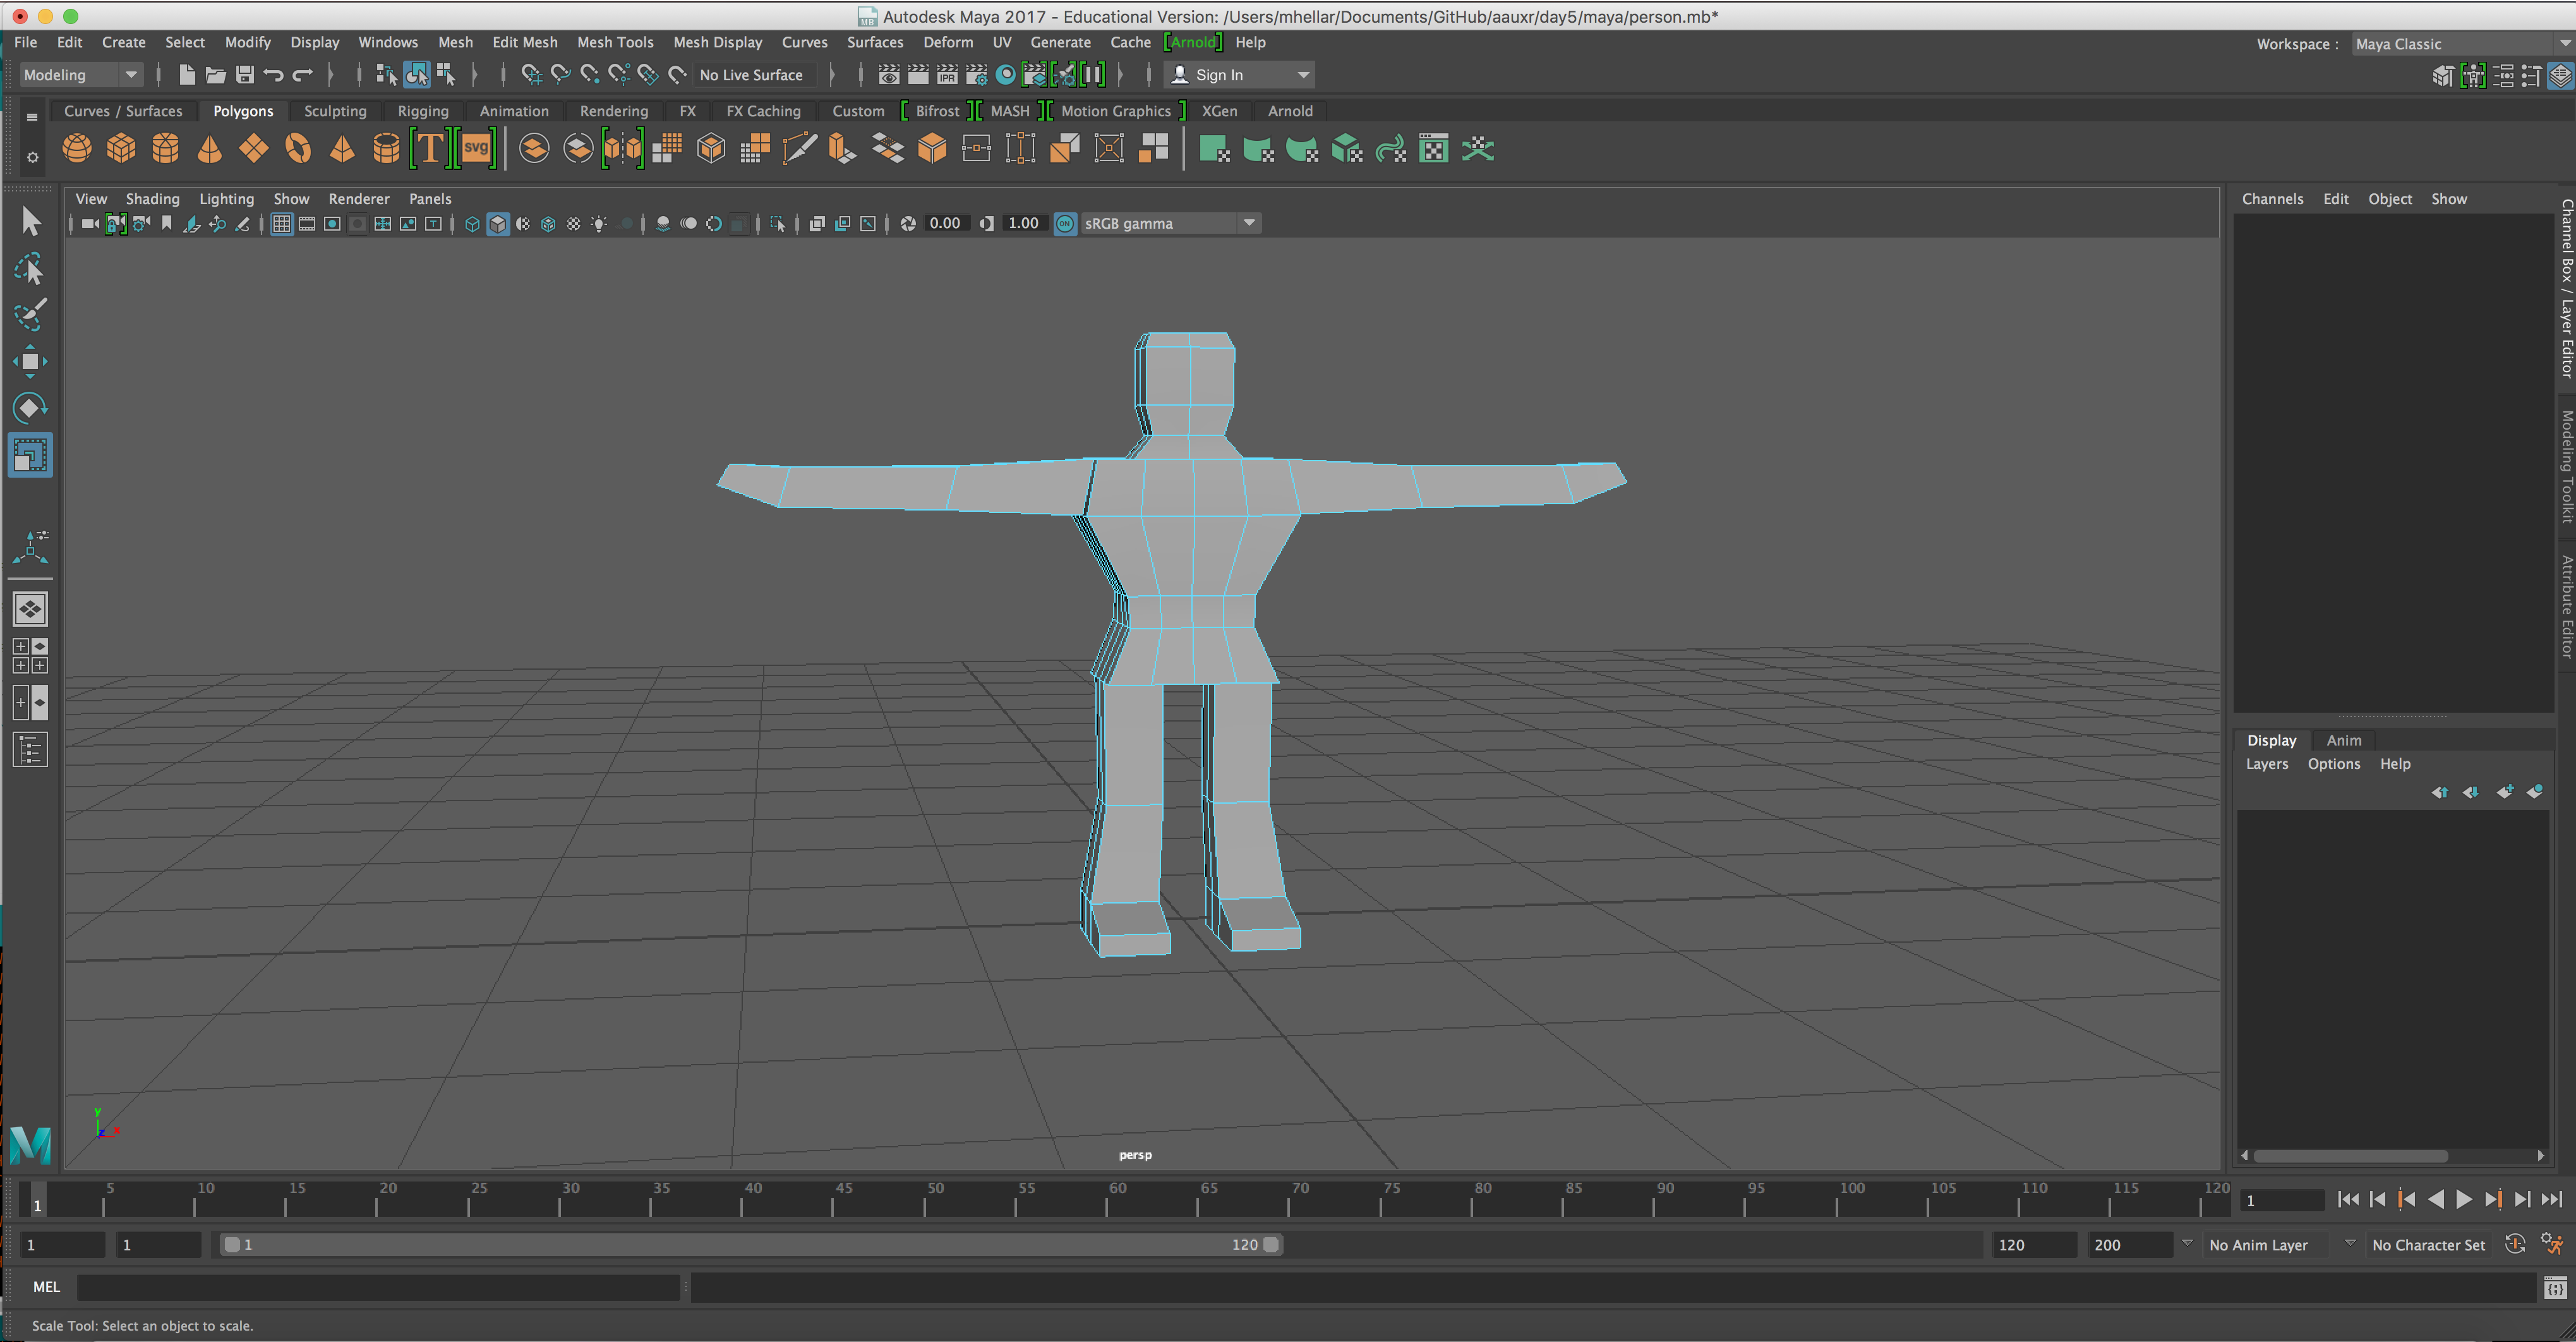 Autodesk Maya 2017 - Educational Version: /Users/mhellar/Documents/GitHub/aauxr/day5/maya/person.mb*
File Edit Create Select Modify Display Windows Mesh Edit Mesh Mesh Tools Mesh Display Curves Surfaces Deform UV Generate Cache [Arnold] Help
Workspace : Maya Classic
Modeling No Live Surface IPR Sign In
Curves / Surfaces Polygons Sculpting Rigging Animation Rendering FX FX Caching Custom [ Bifrost ][ MASH ][ Motion Graphics ] XGen Arnold
T svg
View Shading Lighting Show Renderer Panels
0.00 1.00 ON sRGB gamma
Channels Edit Object Show
Channel Box / Layer Editor
Modeling Toolkit
Attribute Editor
Display Anim
Layers Options Help
y
z x
persp
M
5 10 15 20 25 30 35 40 45 50 55 60 65 70 75 80 85 90 95 100 105 110 115 120
1 1
1 1 1 120 120 200 No Anim Layer No Character Set
MEL
Scale Tool: Select an object to scale.